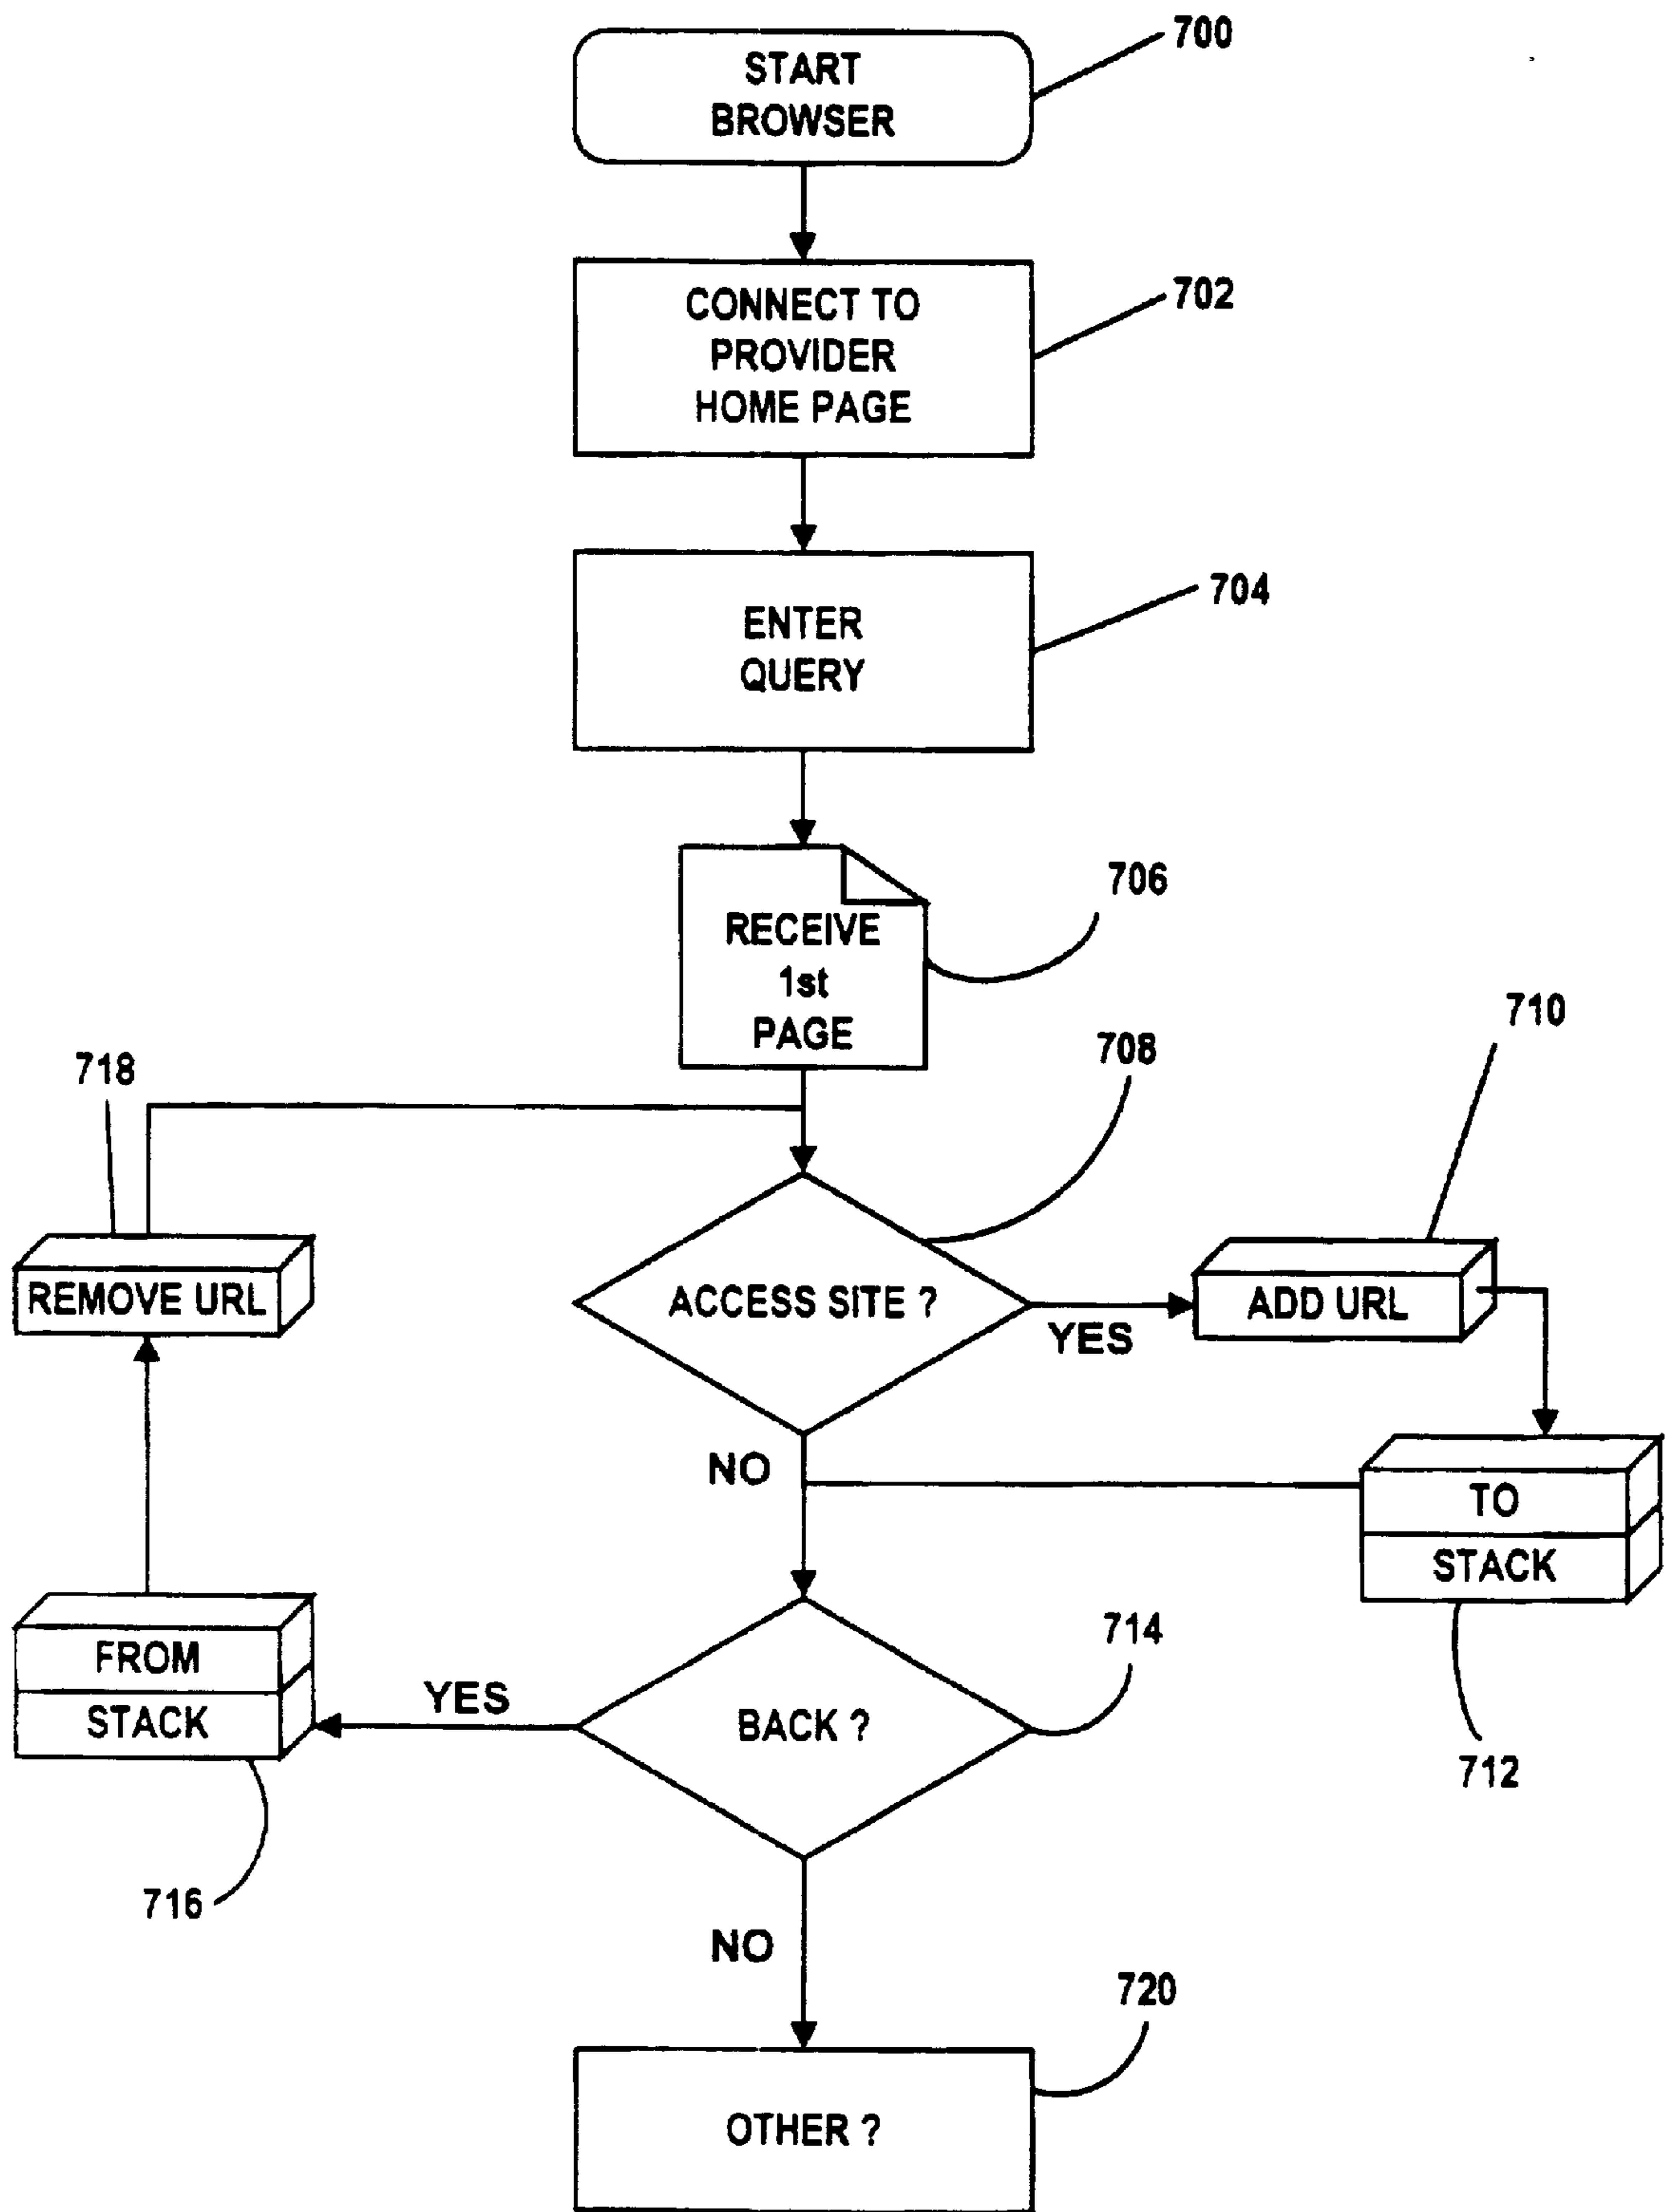 700
START
BROWSER
702
CONNECT TO
PROVIDER
HOME PAGE
704
ENTER
QUERY
706
RECEIVE
1st
PAGE
708
710
718
REMOVE URL
ACCESS SITE ?
YES
ADD URL
NO
TO
STACK
712
FROM
STACK
716
YES
BACK ?
714
NO
720
OTHER ?